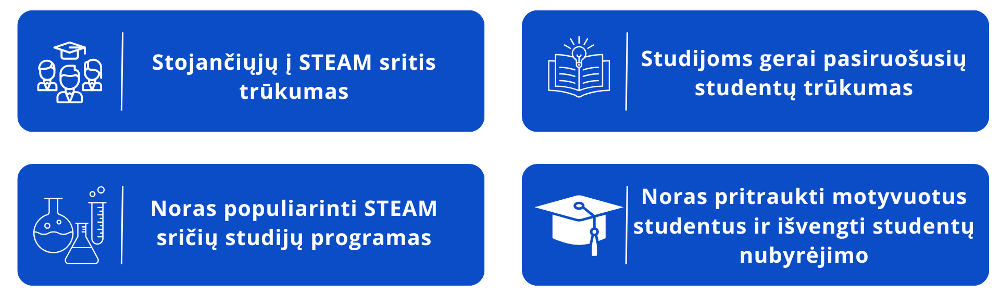 Stojančiųjų į STEAM sritis
trūkumas
Studijoms gerai pasiruošusių
studentų trūkumas
Noras populiarinti STEAM
sričių studijų programas
Noras pritraukti motyvuotus
studentus ir išvengti studentų
nubyrėjimo